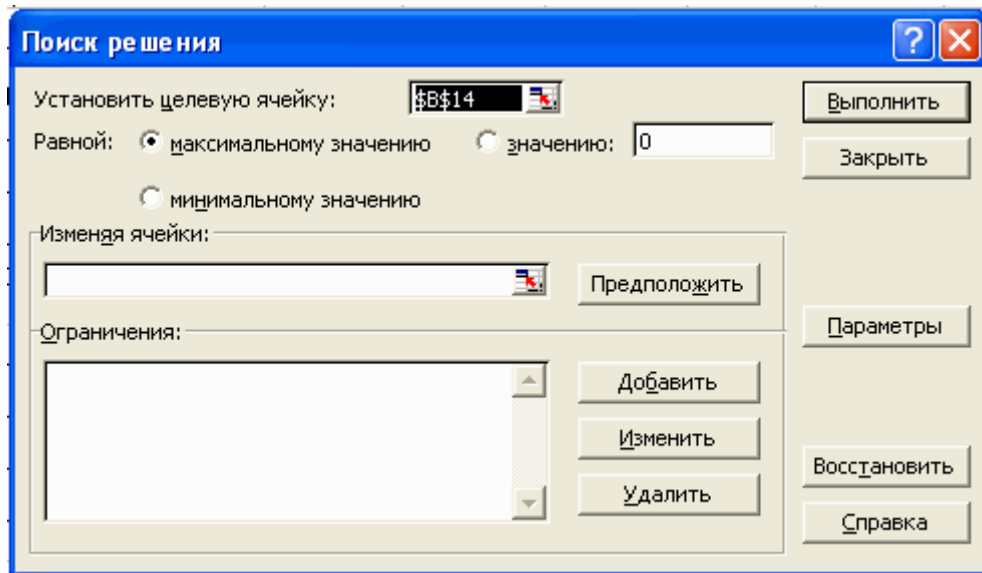 Поиск решения
Установить целевую ячейку: $B$14
Выполнить
Равной: максимальному значению значению: 0
Закрыть
минимальному значению
Изменяя ячейки:
Предположить
Ограничения:
Параметры
Добавить
Изменить
Удалить
Восстановить
Справка